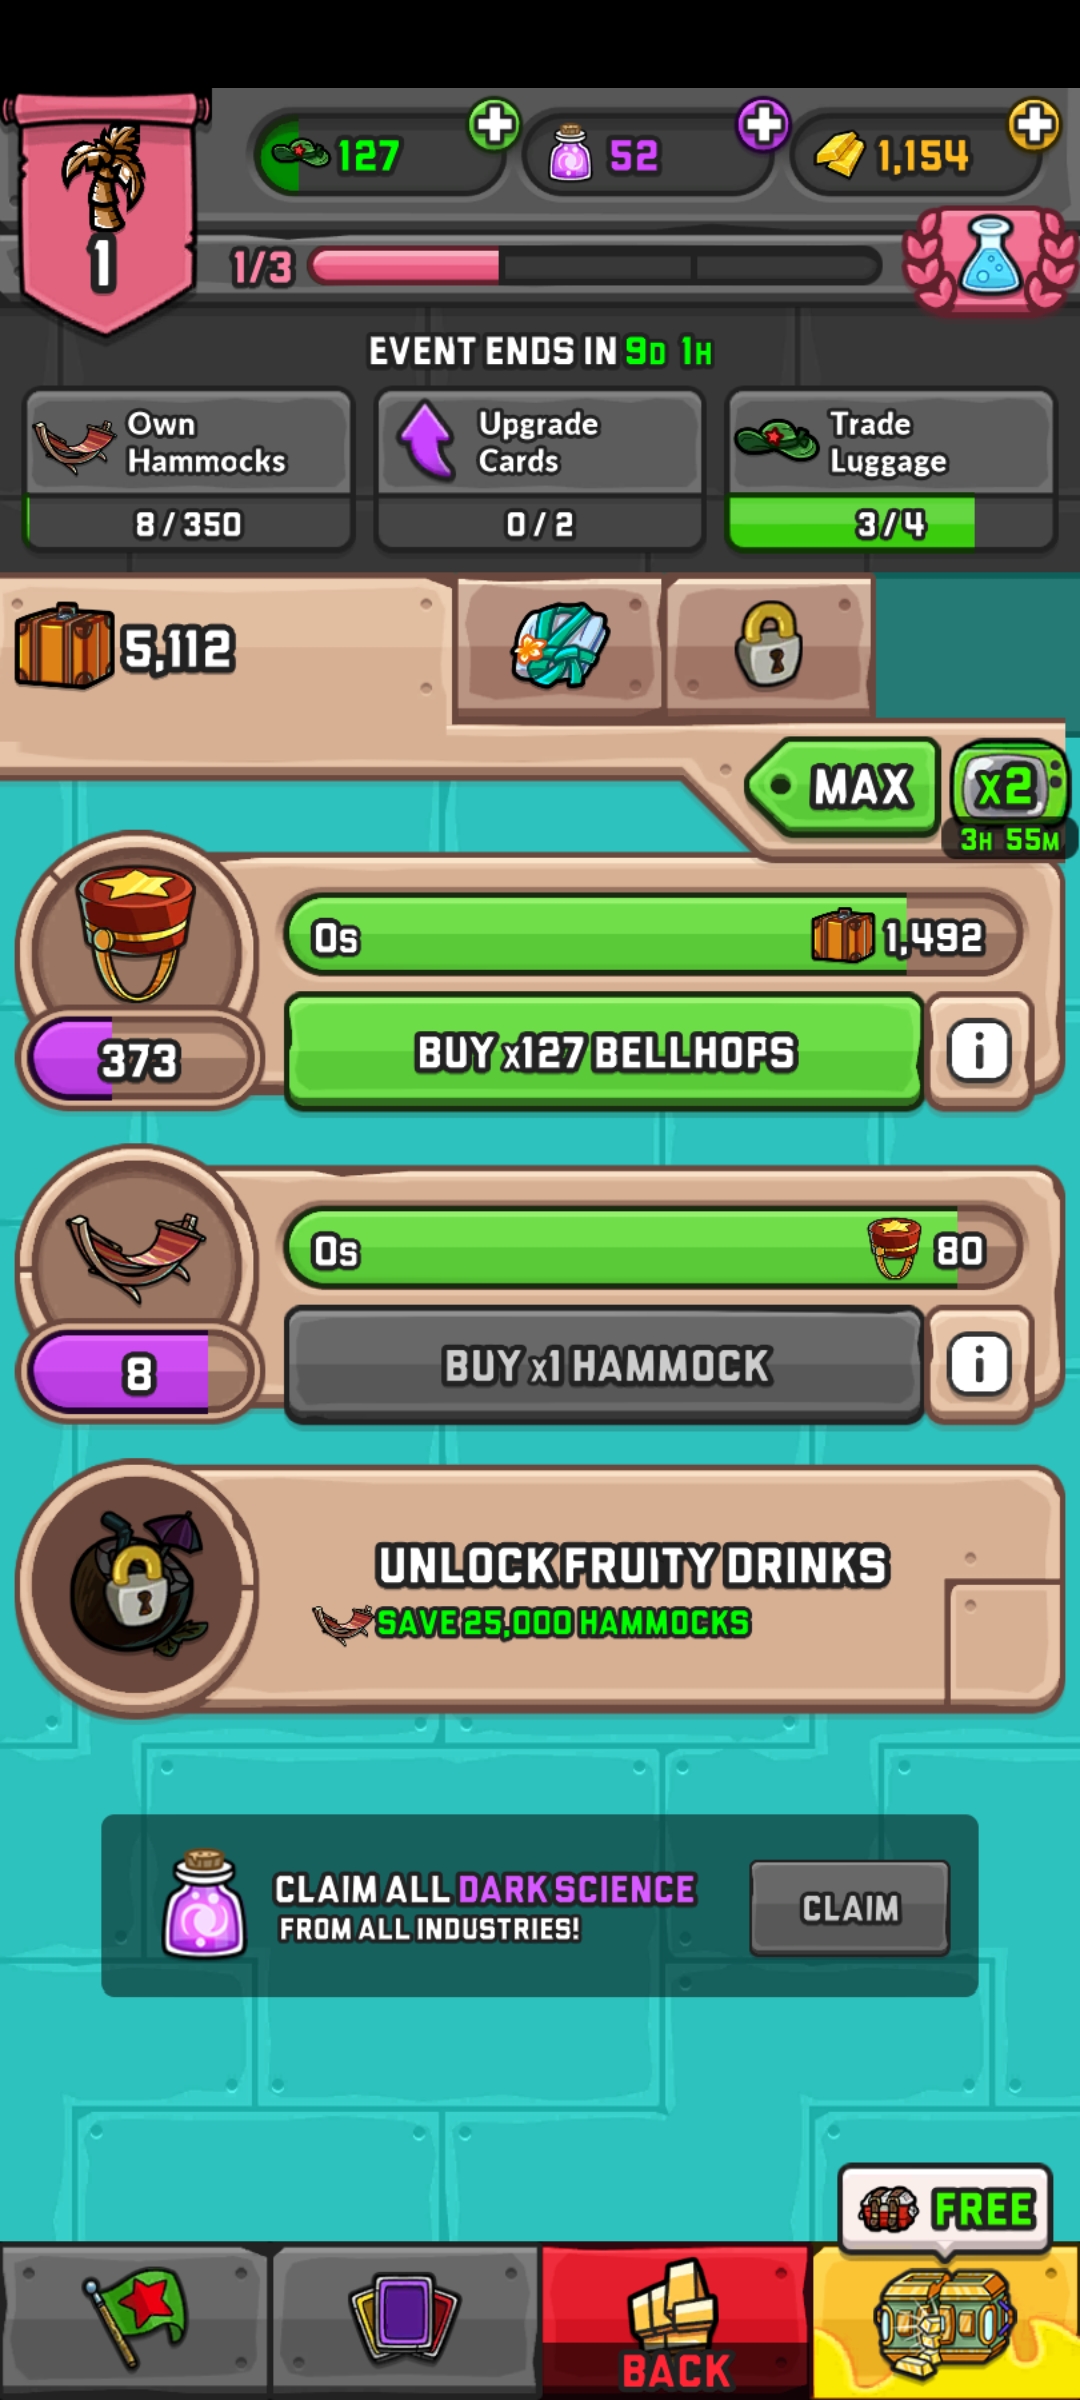 127
52
1,154
1
1/3
EVENT ENDS IN 9D 1H
Own
Hammocks
8 / 350
Upgrade
Cards
0 / 2
Trade
Luggage
3 / 4
5,112
MAX
x2
3H 55M
0s
1,492
373
BUY x127 BELLHOPS
i
0s
80
8
BUY x1 HAMMOCK
i
UNLOCK FRUITY DRINKS
SAVE 25,000 HAMMOCKS
CLAIM ALL DARK SCIENCE
FROM ALL INDUSTRIES!
CLAIM
FREE
BACK